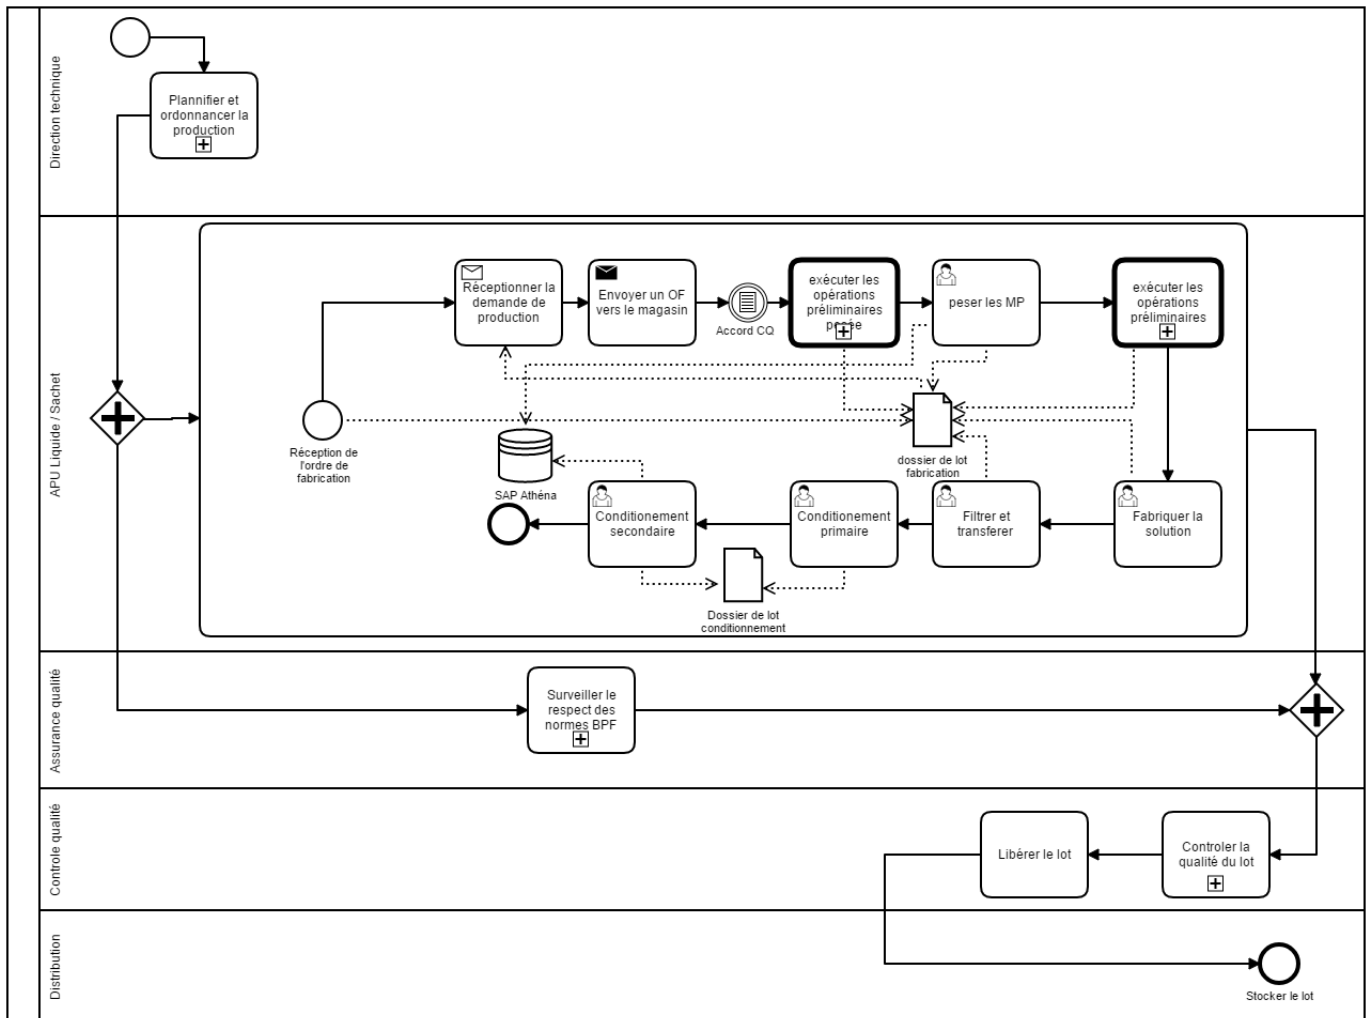 Direction technique
Plannifier et
ordonnancer la
production
APU Liquide / Sachet
Réceptionner la
demande de
production
Envoyer un OF
vers le magasin
Accord CQ
exécuter les
opérations
préliminaires
pesée
peser les MP
exécuter les
opérations
préliminaires
Réception de
l'ordre de
fabrication
SAP Athéna
dossier de lot
fabrication
Conditionement
secondaire
Conditionement
primaire
Filtrer et
transferer
Fabriquer la
solution
Dossier de lot
conditionnement
Assurance qualité
Surveiller le
respect des
normes BPF
Controle qualité
Libérer le lot
Controler la
qualité du lot
Distribution
Stocker le lot